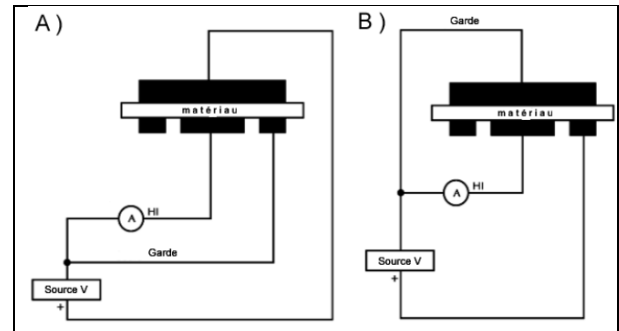 A )
matériau
A
HI
Garde
Source V
+
B )
Garde
matériau
A
HI
Source V
+